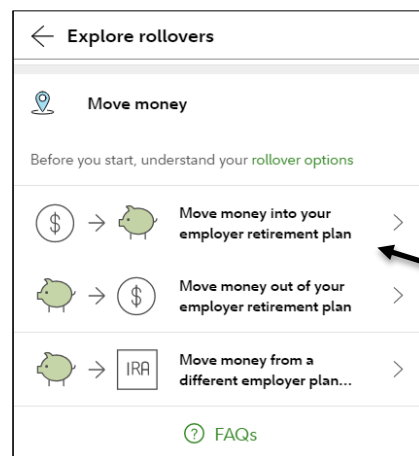 Explore rollovers
Move money
Before you start, understand your rollover options
$
Move money into your
employer retirement plan
Move money out of your
$
employer retirement plan
IRA
Move money from a
different employer plan...
? FAQs